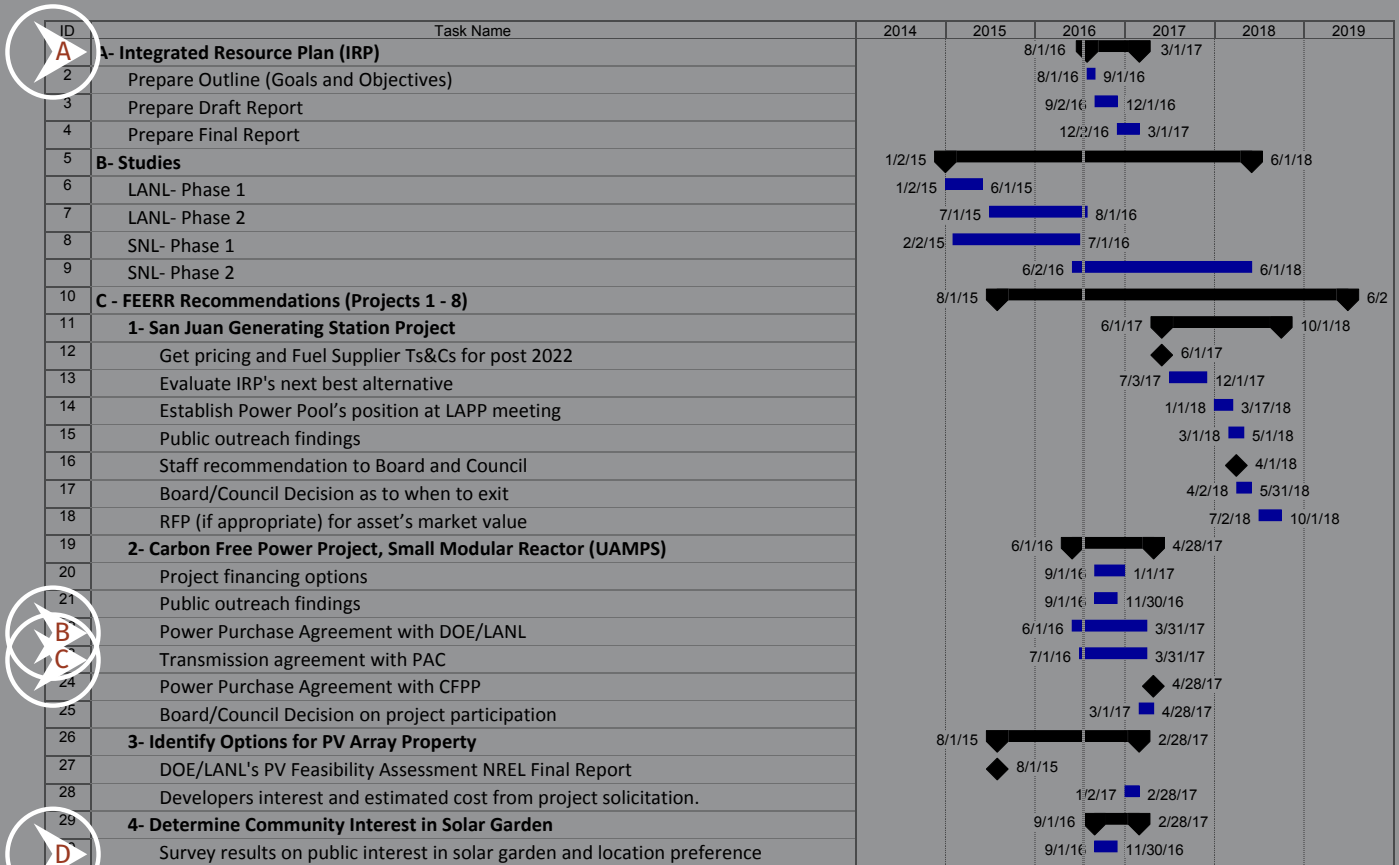 ID Task Name 2014 2015 2016 2017 2018 2019
A A- Integrated Resource Plan (IRP) 8/1/16 3/1/17
2 Prepare Outline (Goals and Objectives) 8/1/16 9/1/16
3 Prepare Draft Report 9/2/16 12/1/16
4 Prepare Final Report 12/2/16 3/1/17
5 B- Studies 1/2/15 6/1/18
6 LANL- Phase 1 1/2/15 6/1/15
7 LANL- Phase 2 7/1/15 8/1/16
8 SNL- Phase 1 2/2/15 7/1/16
9 SNL- Phase 2 6/2/16 6/1/18
10 C - FEERR Recommendations (Projects 1 - 8) 8/1/15 6/2
11 1- San Juan Generating Station Project 6/1/17 10/1/18
12 Get pricing and Fuel Supplier Ts&Cs for post 2022 6/1/17
13 Evaluate IRP's next best alternative 7/3/17 12/1/17
14 Establish Power Pool’s position at LAPP meeting 1/1/18 3/17/18
15 Public outreach findings 3/1/18 5/1/18
16 Staff recommendation to Board and Council 4/1/18
17 Board/Council Decision as to when to exit 4/2/18 5/31/18
18 RFP (if appropriate) for asset’s market value 7/2/18 10/1/18
19 2- Carbon Free Power Project, Small Modular Reactor (UAMPS) 6/1/16 4/28/17
20 Project financing options 9/1/16 1/1/17
21 Public outreach findings 9/1/16 11/30/16
B Power Purchase Agreement with DOE/LANL 6/1/16 3/31/17
C Transmission agreement with PAC 7/1/16 3/31/17
24 Power Purchase Agreement with CFPP 4/28/17
25 Board/Council Decision on project participation 3/1/17 4/28/17
26 3- Identify Options for PV Array Property 8/1/15 2/28/17
27 DOE/LANL's PV Feasibility Assessment NREL Final Report 8/1/15
28 Developers interest and estimated cost from project solicitation. 1/2/17 2/28/17
29 4- Determine Community Interest in Solar Garden 9/1/16 2/28/17
D Survey results on public interest in solar garden and location preference 9/1/16 11/30/16